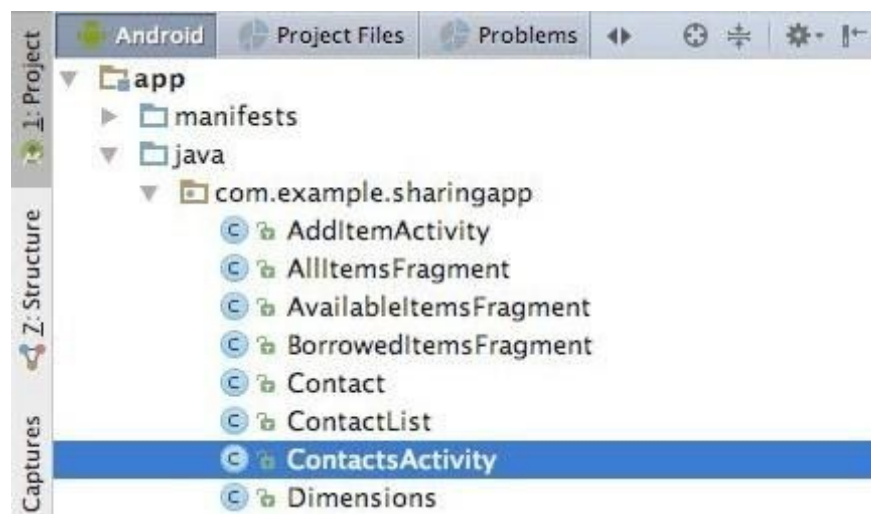 Android Project Files Problems
1: Project
app
manifests
java
com.example.sharingapp
AddItemActivity
AllItemsFragment
AvailableItemsFragment
BorrowedItemsFragment
Contact
ContactList
ContactsActivity
Dimensions
Z: Structure
Captures